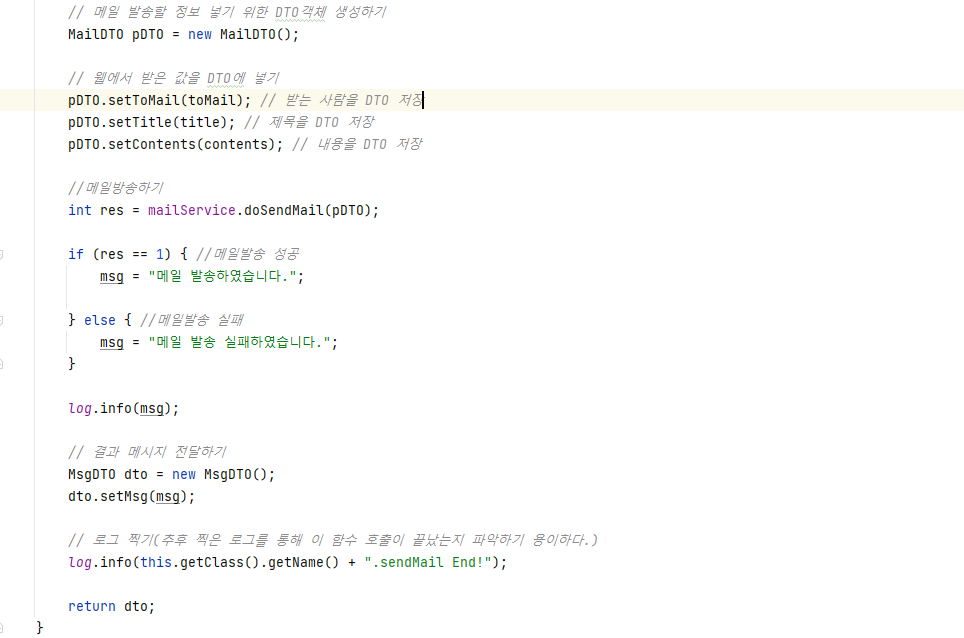 // 메일 발송할 정보 넣기 위한 DTO객체 생성하기
MailDTO pDTO = new MailDTO();
// 웹에서 받은 값을 DTO에 넣기
pDTO.setToMail(toMail); // 받는 사람을 DTO 저장
pDTO.setTitle(title); // 제목을 DTO 저장
pDTO.setContents(contents); // 내용을 DTO 저장
//메일방송하기
int res = mailService.doSendMail(pDTO);
if (res == 1) { //메일발송 성공
msg = "메일 발송하였습니다.";
} else { //메일발송 실패
msg = "메일 발송 실패하였습니다.";
}
log.info(msg);
// 결과 메시지 전달하기
MsgDTO dto = new MsgDTO();
dto.setMsg(msg);
// 로그 찍기(추후 찍은 로그를 통해 이 함수 호출이 끝났는지 파악하기 용이하다.)
log.info(this.getClass().getName() + ".sendMail End!");
return dto;
}